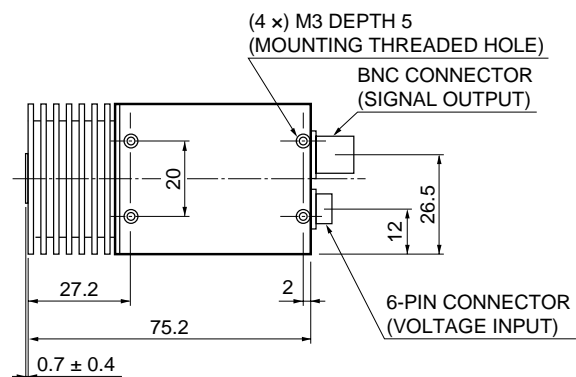 (4 ×) M3 DEPTH 5
(MOUNTING THREADED HOLE)
BNC CONNECTOR
(SIGNAL OUTPUT)
20
26.5
12
27.2
2
6-PIN CONNECTOR
(VOLTAGE INPUT)
75.2
0.7 ± 0.4